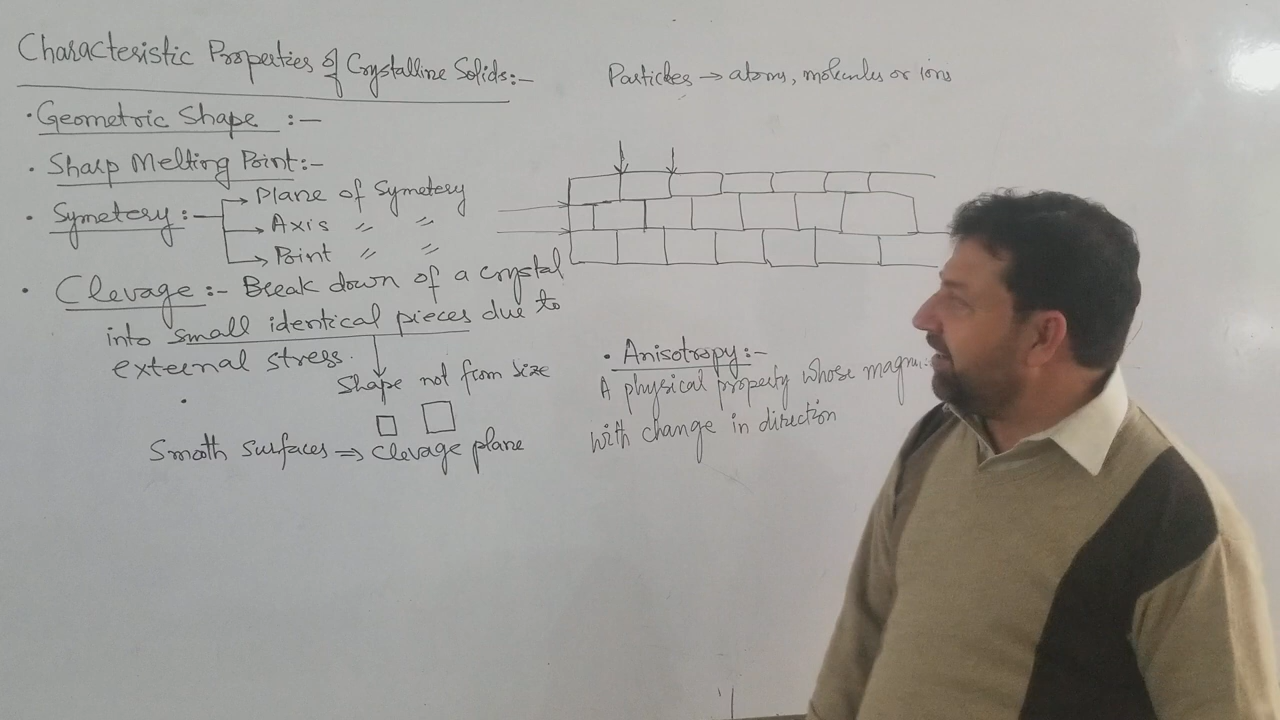 Characteristic Properties of Crystalline Solids:-
Particles → atoms, molecules or ions
· Geometric Shape :-
· Sharp Melting Point:-
· Symetery:- → Plane of Symetery
→ Axis " "
→ Point " "
· Clevage:- Break down of a crystal
into small identical pieces due to
external stress.
Shape not from size
Smooth surfaces ⇒ Clevage plane
· Anisotropy:-
A physical property whose
with change in direction